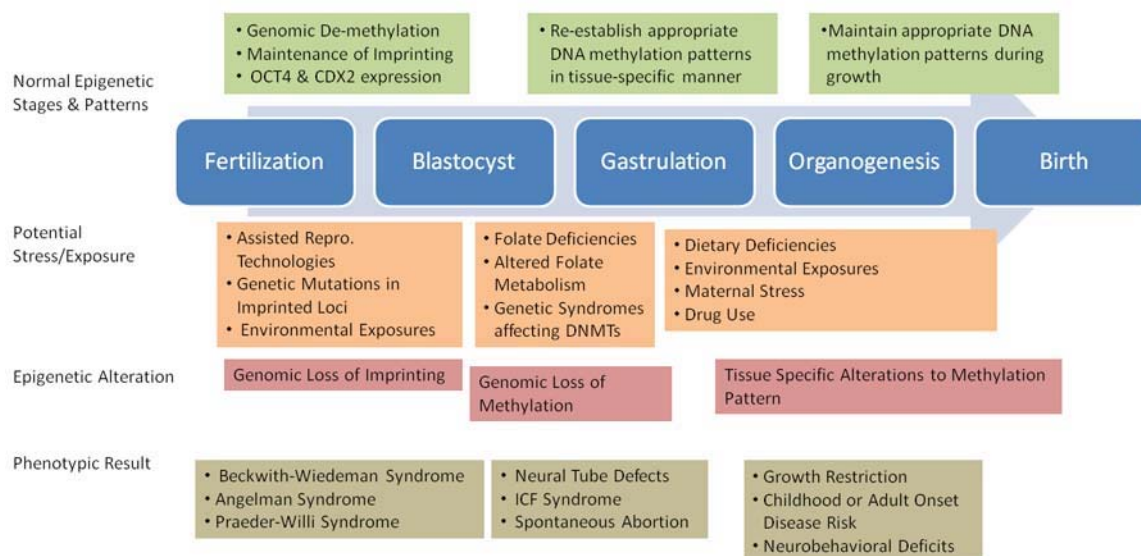 • Genomic De-methylation
• Maintenance of Imprinting
• OCT4 & CDX2 expression
• Re-establish appropriate
DNA methylation patterns
in tissue-specific manner
• Maintain appropriate DNA
methylation patterns during
growth
Normal Epigenetic
Stages & Patterns
Fertilization
Blastocyst
Gastrulation
Organogenesis
Birth
Potential
Stress/Exposure
• Assisted Repro.
Technologies
• Genetic Mutations in
Imprinted Loci
• Environmental Exposures
• Folate Deficiencies
• Altered Folate
Metabolism
• Genetic Syndromes
affecting DNMTs
• Dietary Deficiencies
• Environmental Exposures
• Maternal Stress
• Drug Use
Epigenetic Alteration
Genomic Loss of Imprinting
Genomic Loss of
Methylation
Tissue Specific Alterations to Methylation
Pattern
Phenotypic Result
• Beckwith-Wiedeman Syndrome
• Angelman Syndrome
• Praeder-Willi Syndrome
• Neural Tube Defects
• ICF Syndrome
• Spontaneous Abortion
• Growth Restriction
• Childhood or Adult Onset
Disease Risk
• Neurobehavioral Deficits